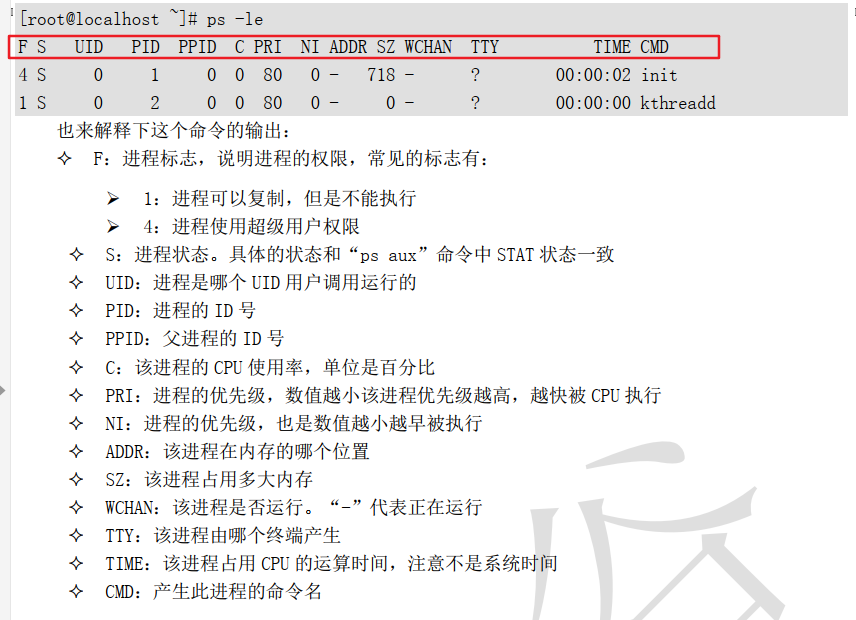 [root@localhost ~]# ps -le
F S UID PID PPID C PRI NI ADDR SZ WCHAN TTY TIME CMD
4 S 0 1 0 0 80 0 - 718 - ? 00:00:02 init
1 S 0 2 0 0 80 0 - 0 - ? 00:00:00 kthreadd
也来解释下这个命令的输出：
✧ F：进程标志，说明进程的权限，常见的标志有：
➢ 1：进程可以复制，但是不能执行
➢ 4：进程使用超级用户权限
✧ S：进程状态。具体的状态和“ps aux”命令中 STAT 状态一致
✧ UID：进程是哪个 UID 用户调用运行的
✧ PID：进程的 ID 号
✧ PPID：父进程的 ID 号
✧ C：该进程的 CPU 使用率，单位是百分比
✧ PRI：进程的优先级，数值越小该进程优先级越高，越快被 CPU 执行
✧ NI：进程的优先级，也是数值越小越早被执行
✧ ADDR：该进程在内存的哪个位置
✧ SZ：该进程占用多大内存
✧ WCHAN：该进程是否运行。“-”代表正在运行
✧ TTY：该进程由哪个终端产生
✧ TIME：该进程占用 CPU 的运算时间，注意不是系统时间
✧ CMD：产生此进程的命令名